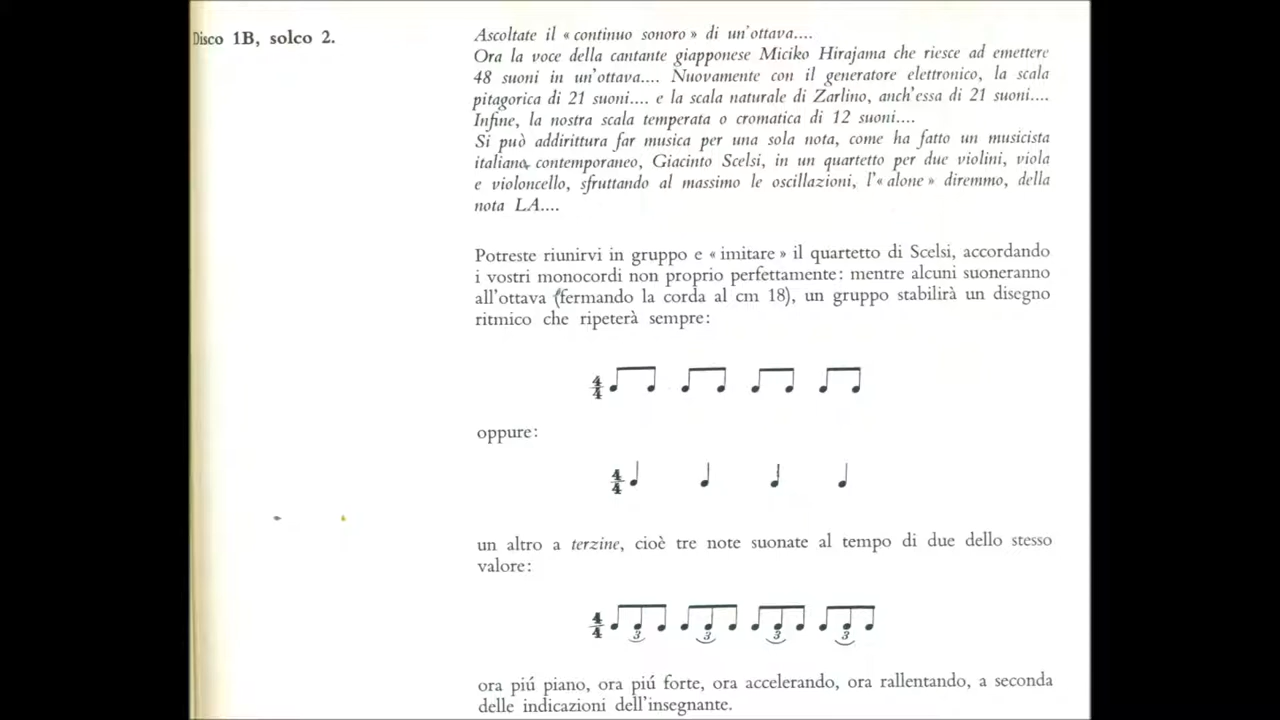 Disco 1B, solco 2.
Ascoltate il « continuo sonoro » di un'ottava....
Ora la voce della cantante giapponese Miciko Hirajama che riesce ad emettere
48 suoni in un'ottava.... Nuovamente con il generatore elettronico, la scala
pitagorica di 21 suoni.... e la scala naturale di Zarlino, anch'essa di 21 suoni....
Infine, la nostra scala temperata o cromatica di 12 suoni....
Si può addirittura far musica per una sola nota, come ha fatto un musicista
italiano, contemporaneo, Giacinto Scelsi, in un quartetto per due violini, viola
e violoncello, sfruttando al massimo le oscillazioni, l'« alone » diremmo, della
nota LA....
Potreste riunirvi in gruppo e « imitare » il quartetto di Scelsi, accordando
i vostri monocordi non proprio perfettamente: mentre alcuni suoneranno
all'ottava (fermando la corda al cm 18), un gruppo stabilirà un disegno
ritmico che ripeterà sempre:
4
4
oppure:
4
4
un altro a terzine, cioè tre note suonate al tempo di due dello stesso
valore:
4
4
3 3 3 3
ora piú piano, ora piú forte, ora accelerando, ora rallentando, a seconda
delle indicazioni dell'insegnante.